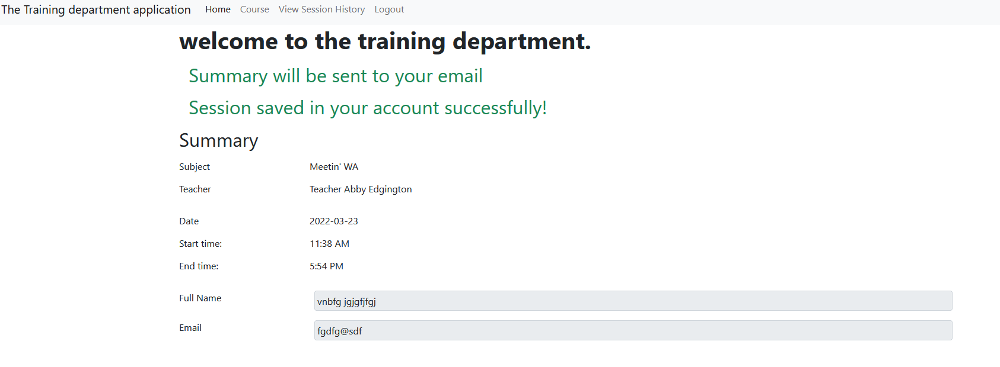 The Training department application Home Course View Session History Logout
welcome to the training department.
Summary will be sent to your email
Session saved in your account successfully!
Summary
Subject Meetin' WA
Teacher Teacher Abby Edgington
Date 2022-03-23
Start time: 11:38 AM
End time: 5:54 PM
Full Name vnbfg jgjgfjfgj
Email fgdfg@sdf